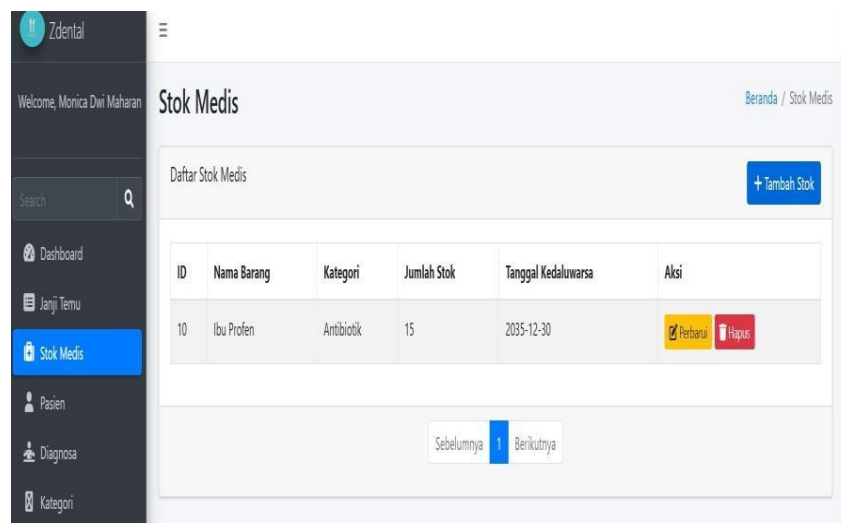 Zdental
Welcome, Monica Dwi Maharan
Search
Dashboard
Janji Temu
Stok Medis
Pasien
Diagnosa
Kategori
Stok Medis
Beranda / Stok Medis
Daftar Stok Medis
+ Tambah Stok
ID Nama Barang Kategori Jumlah Stok Tanggal Kedaluwarsa Aksi
10 Ibu Profen Antibiotik 15 2035-12-30 Perbarui Hapus
Sebelumnya 1 Berikutnya